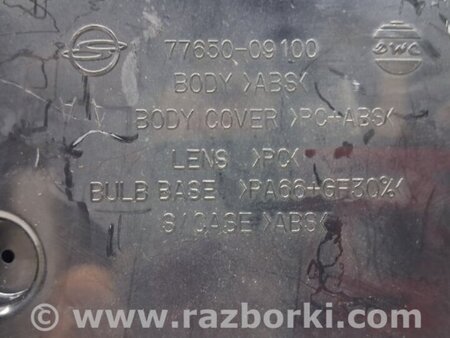 77650-09100
DWC
BODY >ABS<
BODY COVER >PC+ABS<
LENS >PC<
BULB BASE >PA66+GF30%<
S/CASE >ABS<
www.razborki.com